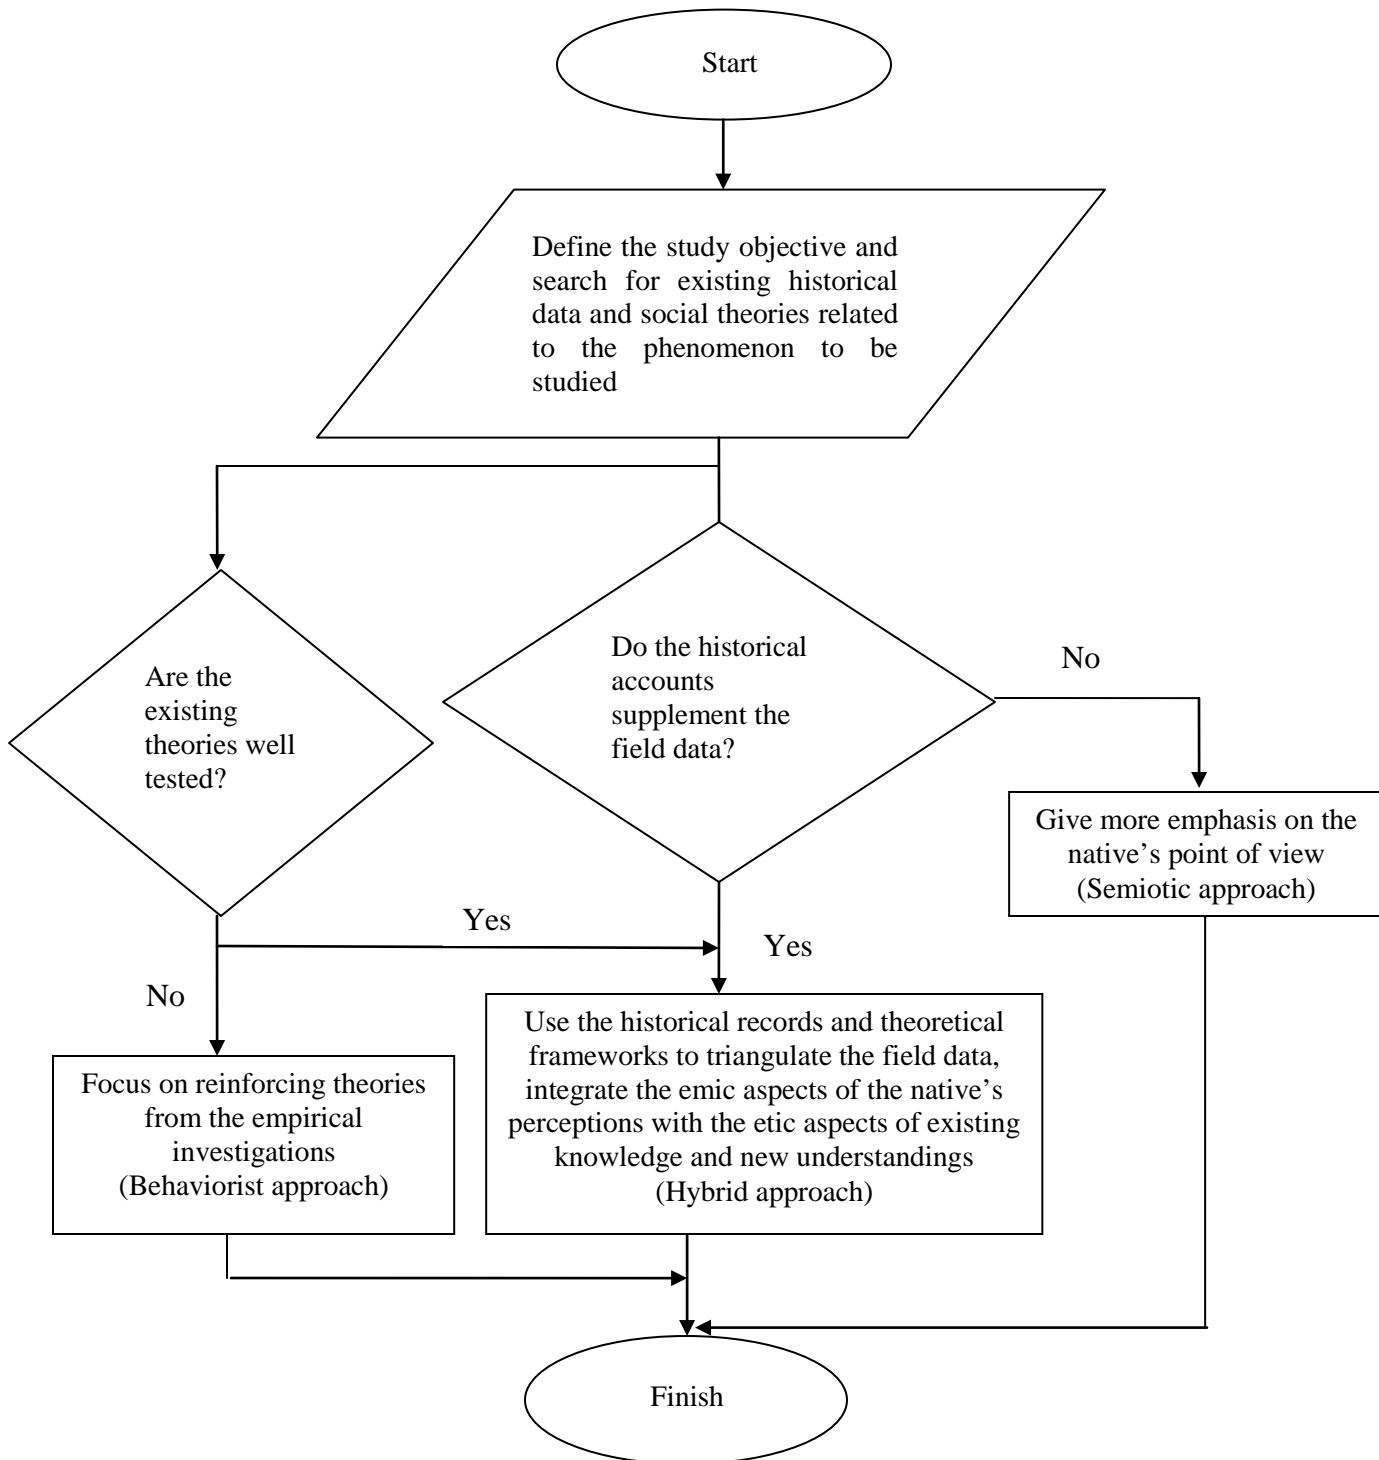 Start
Define the study objective and
search for existing historical
data and social theories related
to the phenomenon to be
studied
Are the
existing
theories well
tested?
Do the historical
accounts
supplement the
field data?
No
Give more emphasis on the
native’s point of view
(Semiotic approach)
Yes
Yes
No
Focus on reinforcing theories
from the empirical
investigations
(Behaviorist approach)
Use the historical records and theoretical
frameworks to triangulate the field data,
integrate the emic aspects of the native’s
perceptions with the etic aspects of existing
knowledge and new understandings
(Hybrid approach)
Finish